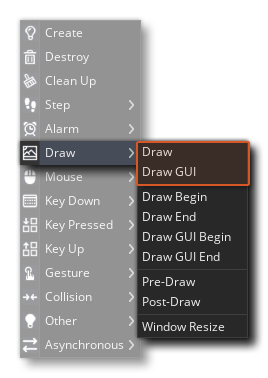 Create
Destroy
Clean Up
Step
Alarm
Draw
Mouse
Key Down
Key Pressed
Key Up
Gesture
Collision
Other
Asynchronous
Draw
Draw GUI
Draw Begin
Draw End
Draw GUI Begin
Draw GUI End
Pre-Draw
Post-Draw
Window Resize